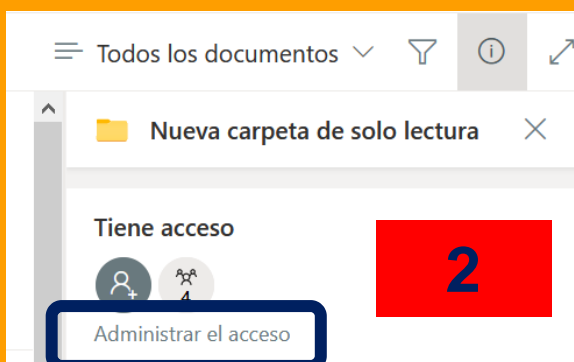 Todos los documentos
Nueva carpeta de solo lectura
Tiene acceso
2
4
Administrar el acceso